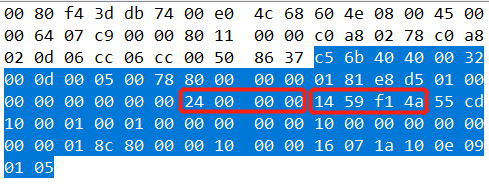 00 80 f4 3d db 74 00 e0 4c 68 60 4e 08 00 45 00
00 64 07 c9 00 00 80 11 00 00 c0 a8 02 78 c0 a8
02 0d 06 cc 06 cc 00 50 86 37 c5 6b 40 40 00 32
00 0d 00 05 00 78 80 00 00 00 01 81 e8 d5 01 00
00 00 00 00 00 00 24 00 00 00 14 59 f1 4a 55 cd
10 00 01 00 01 00 00 00 00 00 10 00 00 00 00 00
00 00 01 8c 80 00 00 10 00 00 16 07 1a 10 0e 09
01 05